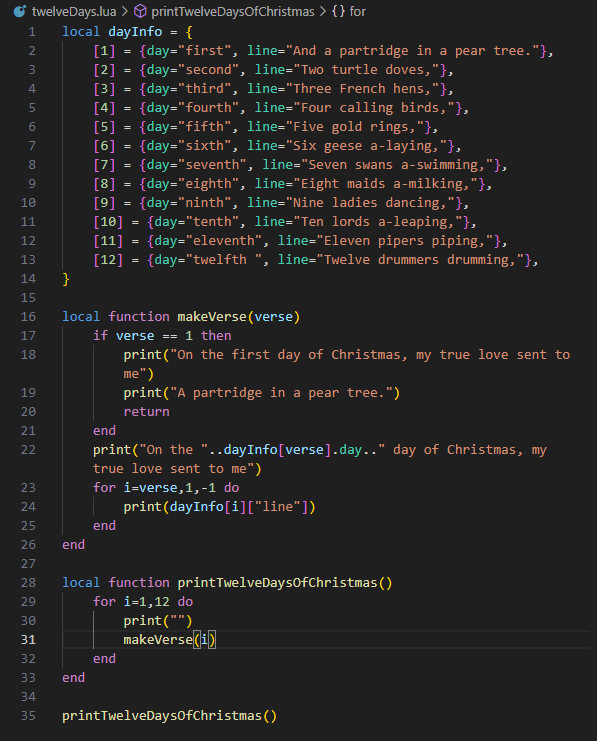 twelveDays.lua > printTwelveDaysOfChristmas > {} for
1 local dayInfo = {
2     [1] = {day="first", line="And a partridge in a pear tree."},
3     [2] = {day="second", line="Two turtle doves,"},
4     [3] = {day="third", line="Three French hens,"},
5     [4] = {day="fourth", line="Four calling birds,"},
6     [5] = {day="fifth", line="Five gold rings,"},
7     [6] = {day="sixth", line="Six geese a-laying,"},
8     [7] = {day="seventh", line="Seven swans a-swimming,"},
9     [8] = {day="eighth", line="Eight maids a-milking,"},
10     [9] = {day="ninth", line="Nine ladies dancing,"},
11     [10] = {day="tenth", line="Ten lords a-leaping,"},
12     [11] = {day="eleventh", line="Eleven pipers piping,"},
13     [12] = {day="twelfth ", line="Twelve drummers drumming,"},
14 }
15
16 local function makeVerse(verse)
17     if verse == 1 then
18         print("On the first day of Christmas, my true love sent to
        me")
19         print("A partridge in a pear tree.")
20         return
21     end
22     print("On the "..dayInfo[verse].day.." day of Christmas, my
    true love sent to me")
23     for i=verse,1,-1 do
24         print(dayInfo[i]["line"])
25     end
26 end
27
28 local function printTwelveDaysOfChristmas()
29     for i=1,12 do
30         print("")
31         makeVerse(i)
32     end
33 end
34
35 printTwelveDaysOfChristmas()